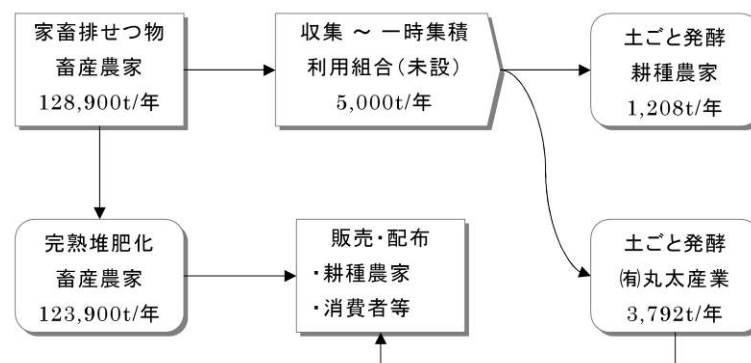 家畜排せつ物
畜産農家
128,900t/年
収集 ～ 一時集積
利用組合(未設)
5,000t/年
土ごと発酵
耕種農家
1,208t/年
完熟堆肥化
畜産農家
123,900t/年
販売・配布
・耕種農家
・消費者等
土ごと発酵
㈲丸太産業
3,792t/年